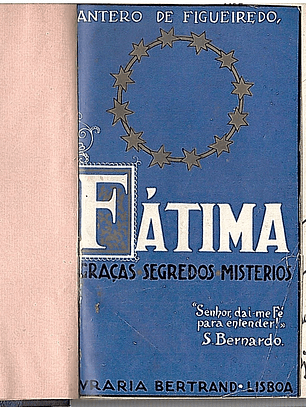 ANTERO DE FIGUEIREDO,
FÁTIMA
GRAÇAS SEGREDOS MISTERIOS
"Senhor, dai-me Fé
para entender!"
S. Bernardo.
VRARIA BERTRAND • LISBOA